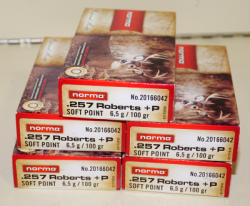 norma
No.20166042
.257 Roberts +P
SOFT POINT 6,5 g / 100 gr
norma
No.20166042
.257 Roberts +P
SOFT POINT 6,5 g / 100 gr
norma
No.20166042
.257 Roberts +P
SOFT POINT 6,5 g / 100 gr
norma
No.20166042
.257 Roberts +P
SOFT POINT 6,5 g / 100 gr
norma
No.20166042
.257 Roberts +P
SOFT POINT 6,5 g / 100 gr